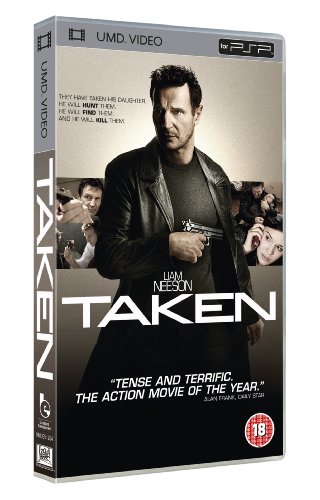 UMD. VIDEO
TAKEN
UMD. VIDEO
for PSP
THEY HAVE TAKEN HIS DAUGHTER.
HE WILL HUNT THEM.
HE WILL FIND THEM.
AND HE WILL KILL THEM.
LIAM
NEESON
TAKEN
"TENSE AND TERRIFIC.
THE ACTION MOVIE OF THE YEAR."
ALAN FRANK, DAILY STAR
18